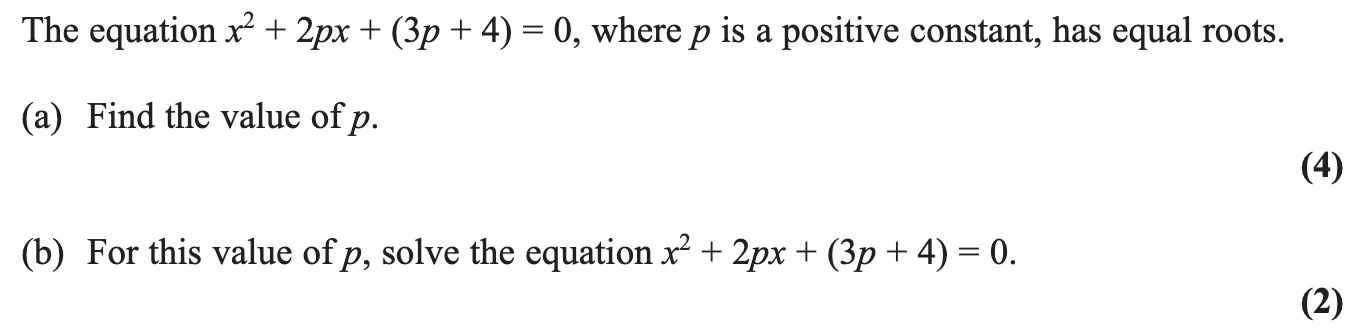 The equation x² + 2px + (3p + 4) = 0, where p is a positive constant, has equal roots.
(a) Find the value of p.
(4)
(b) For this value of p, solve the equation x² + 2px + (3p + 4) = 0.
(2)